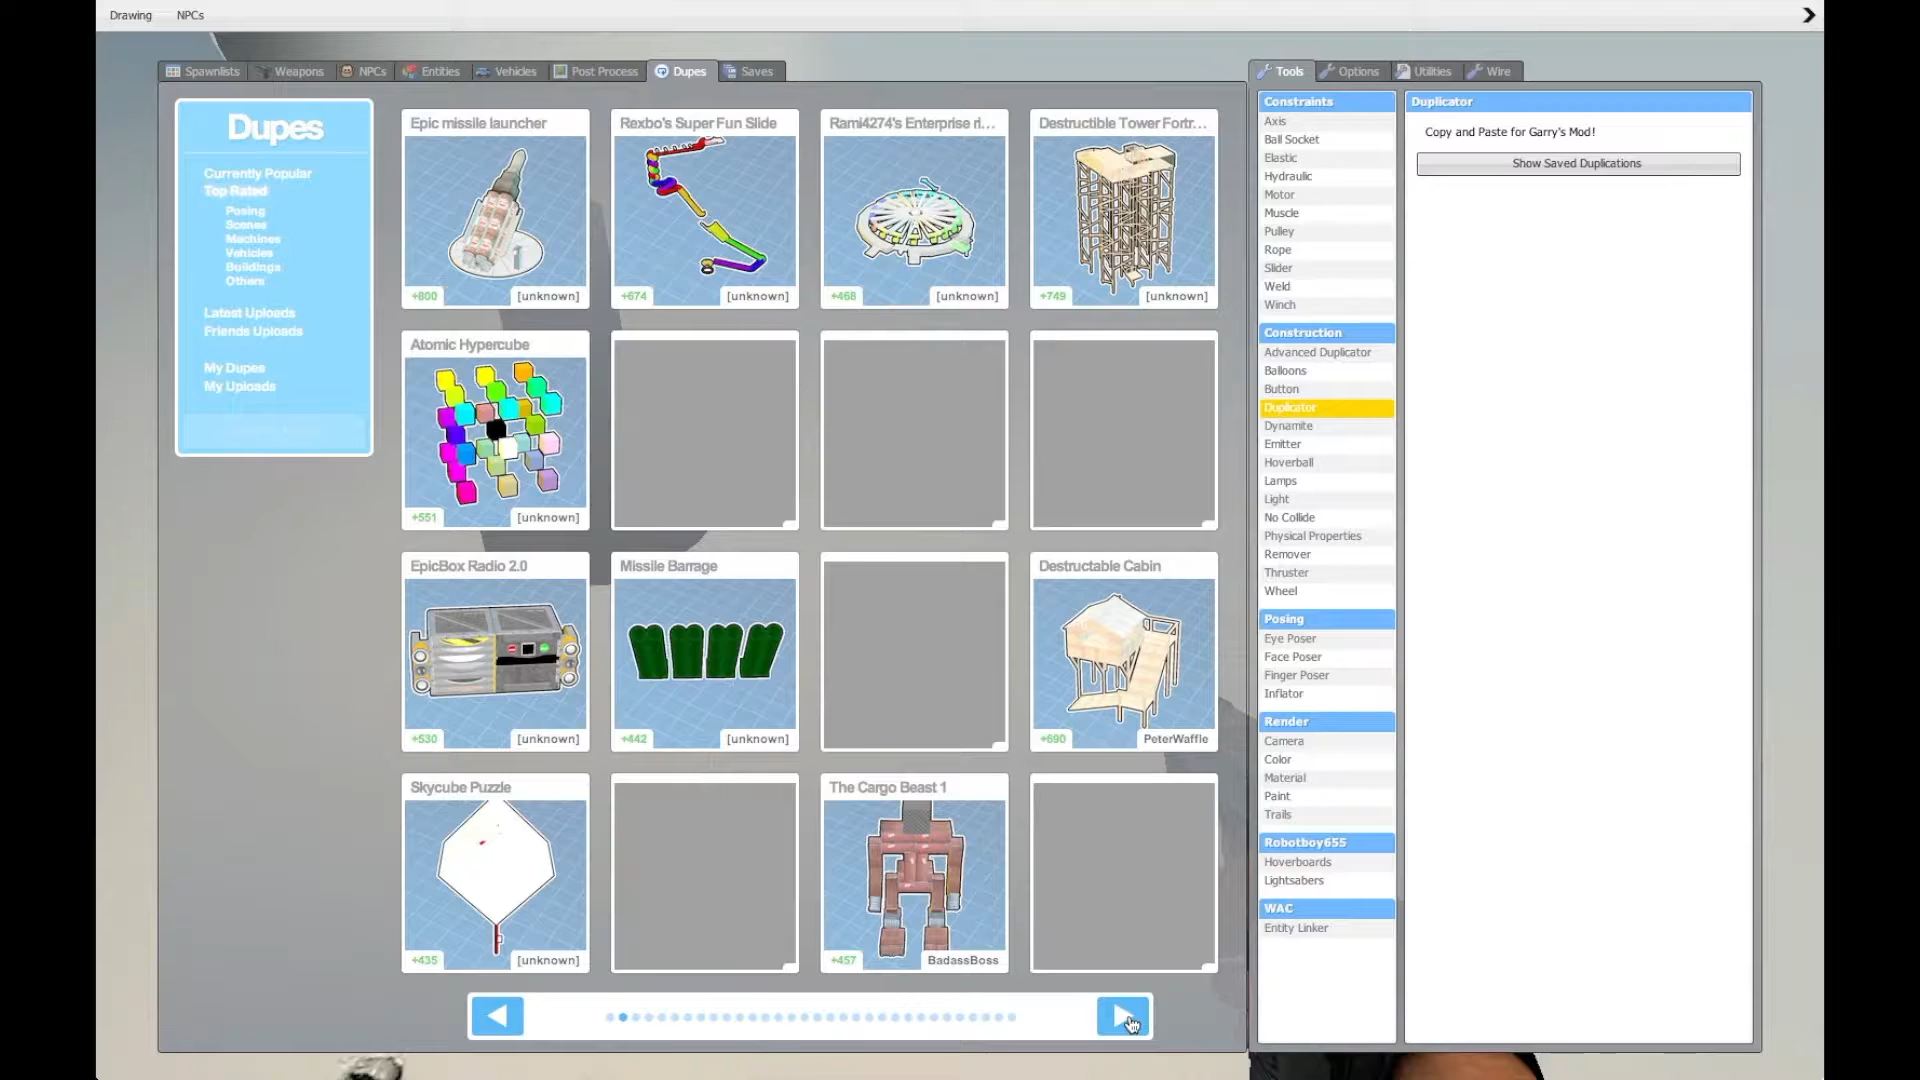 Drawing NPCs
Spawnlists Weapons NPCs Entities Vehicles Post Process Dupes Saves
Dupes
Currently Popular
Top Rated
Posing
Scenes
Machines
Vehicles
Buildings
Others
Latest Uploads
Friends Uploads
My Dupes
My Uploads
Epic missile launcher
+800 [unknown]
Rexbo's Super Fun Slide
+674 [unknown]
Rami4274's Enterprise ri...
+468 [unknown]
Destructible Tower Fortr...
+749 [unknown]
Atomic Hypercube
+551 [unknown]
EpicBox Radio 2.0
+530 [unknown]
Missile Barrage
+442 [unknown]
Destructable Cabin
+690 PeterWaffle
Skycube Puzzle
+435 [unknown]
The Cargo Beast 1
+457 BadassBoss
Tools Options Utilities Wire
Constraints
Axis
Ball Socket
Elastic
Hydraulic
Motor
Muscle
Pulley
Rope
Slider
Weld
Winch
Construction
Advanced Duplicator
Balloons
Button
Duplicator
Dynamite
Emitter
Hoverball
Lamps
Light
No Collide
Physical Properties
Remover
Thruster
Wheel
Posing
Eye Poser
Face Poser
Finger Poser
Inflator
Render
Camera
Color
Material
Paint
Trails
Robotboy655
Hoverboards
Lightsabers
WAC
Entity Linker
Duplicator
Copy and Paste for Garry's Mod!
Show Saved Duplications